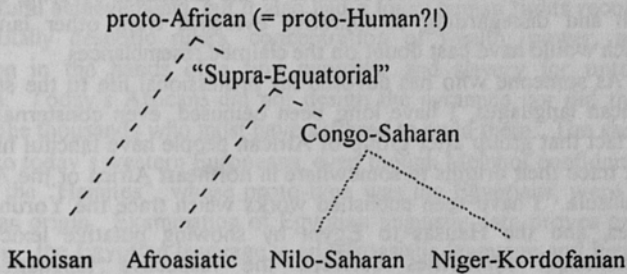 proto-African (= proto-Human?!)
“Supra-Equatorial”
Congo-Saharan
Khoisan Afroasiatic Nilo-Saharan Niger-Kordofanian